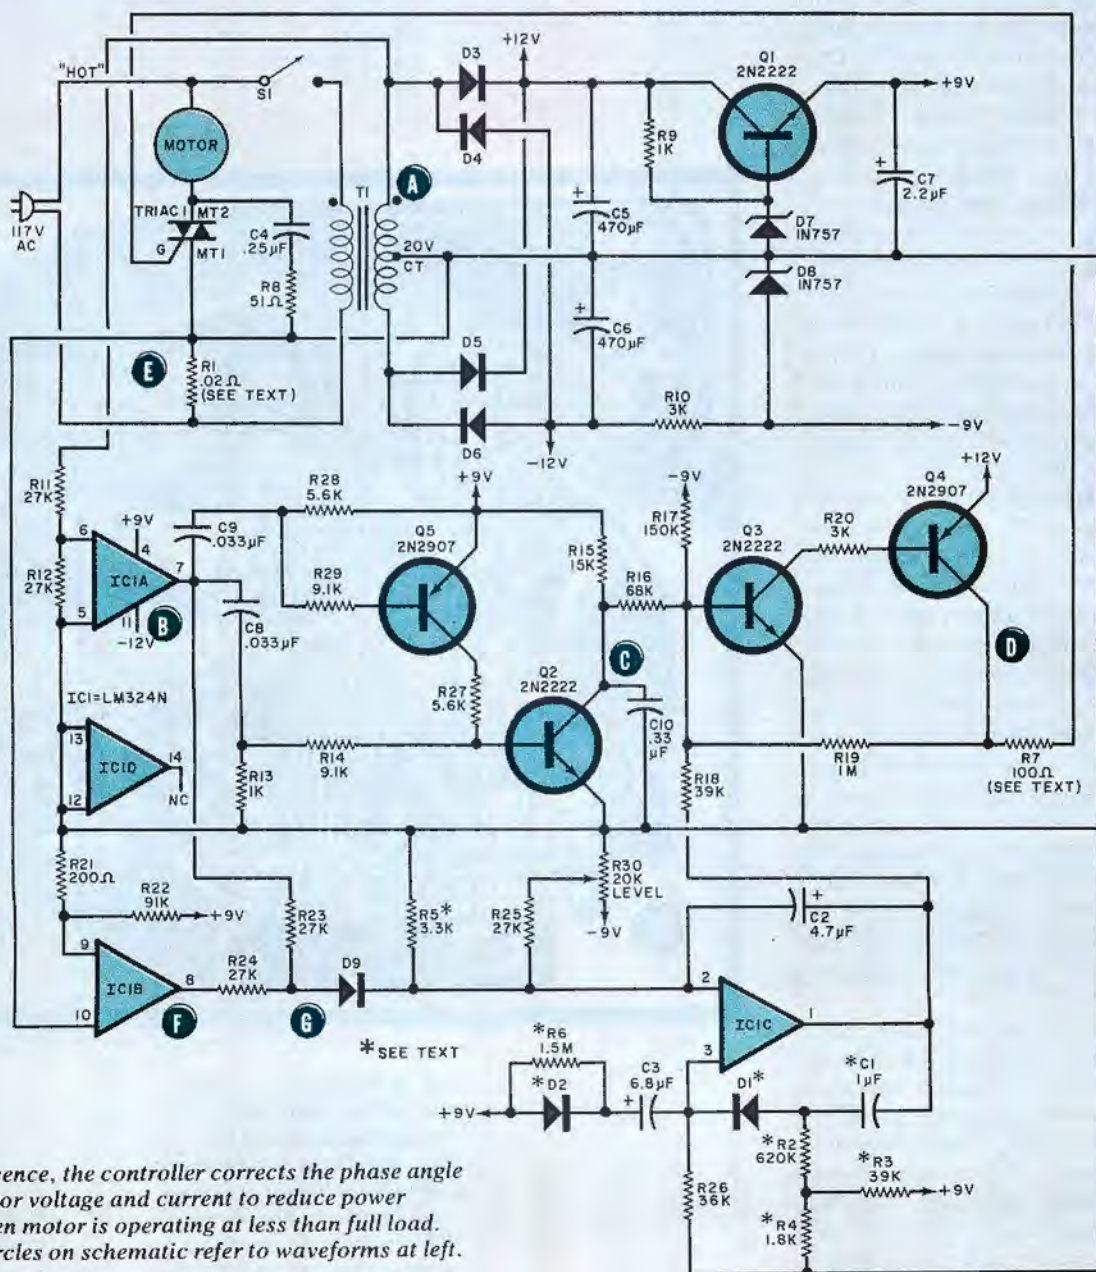 "HOT"
S1
MOTOR
117V
AC
TRIAC 1
MT2
G
MT1
C4
.25µF
R8
51Ω
T1
A
20V
CT
E
R1
.02Ω
(SEE TEXT)
D3
+12V
D4
D5
D6
-12V
C5
470µF
C6
470µF
R9
1K
Q1
2N2222
+9V
C7
2.2µF
D7
IN757
D8
IN757
R10
3K
-9V
R11
27K
R12
27K
6
5
+9V
4
IC1A
7
11
-12V
B
C9
.033µF
C8
.033µF
R28
5.6K
R29
9.1K
+9V
Q5
2N2907
R27
5.6K
R15
15K
R16
68K
C
Q2
2N2222
C10
.33
µF
-9V
R17
150K
Q3
2N2222
R20
3K
Q4
2N2907
+12V
D
R19
1M
R7
100Ω
(SEE TEXT)
R18
39K
IC1=LM324N
13
IC1D
14
NC
12
R13
1K
R14
9.1K
R21
200Ω
R22
91K
+9V
R23
27K
R5*
3.3K
R25
27K
R30
20K
LEVEL
-9V
C2
4.7µF
9
IC1B
8
10
F
R24
27K
G
D9
*SEE TEXT
2
IC1C
1
3
*R6
1.5M
*D2
+9V
C3
6.8µF
D1*
*C1
1µF
*R2
620K
*R3
39K
+9V
*R4
1.8K
R26
36K
ence, the controller corrects the phase angle
or voltage and current to reduce power
en motor is operating at less than full load.
rcles on schematic refer to waveforms at left.